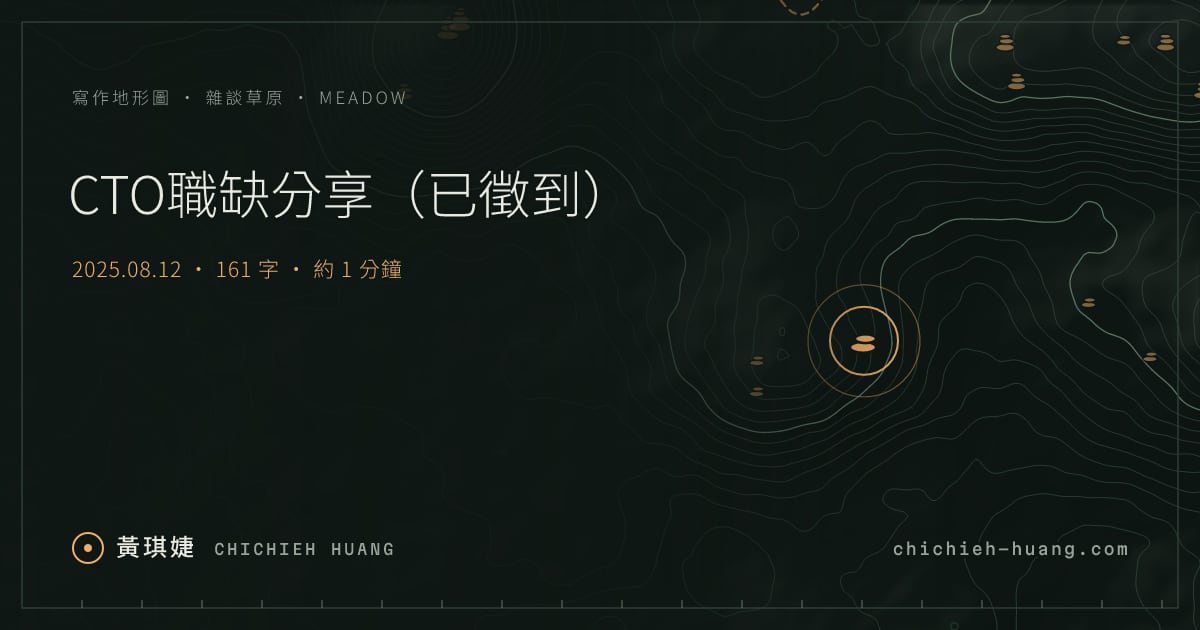 寫作地形圖 · 雜談草原 · MEADOW
CTO職缺分享（已徵到）
2025.08.12 · 161 字 · 約 1 分鐘
黃琪婕 CHICHIEH HUANG
chichieh-huang.com